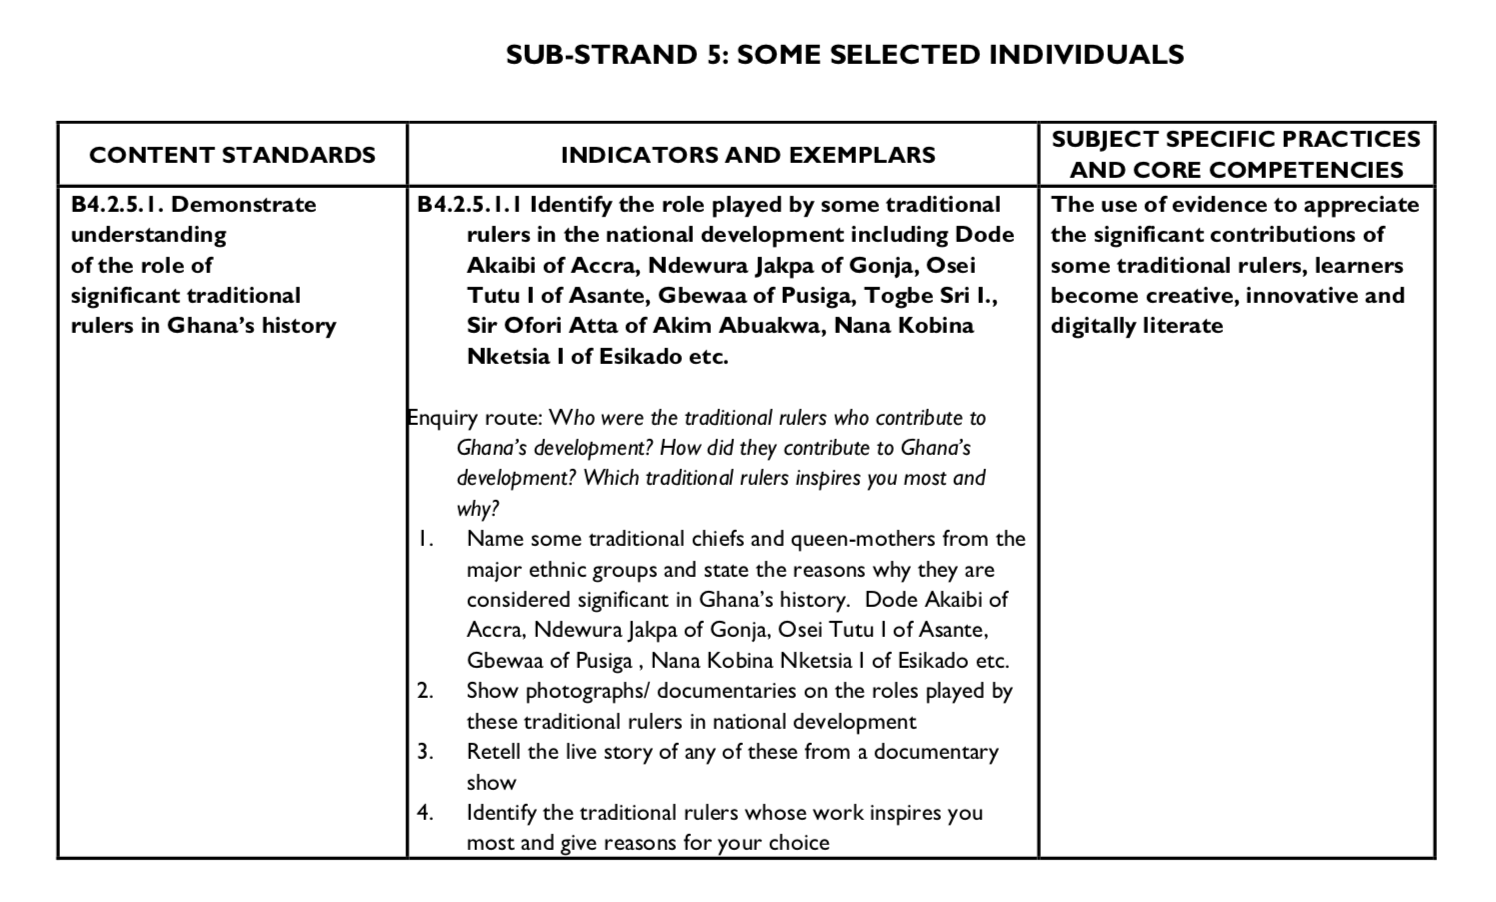 SUB-STRAND 5: SOME SELECTED INDIVIDUALS
CONTENT STANDARDS
INDICATORS AND EXEMPLARS
SUBJECT SPECIFIC PRACTICES
AND CORE COMPETENCIES
B4.2.5.1. Demonstrate
understanding
of the role of
significant traditional
rulers in Ghana’s history
B4.2.5.1.1 Identify the role played by some traditional
rulers in the national development including Dode
Akaibi of Accra, Ndewura Jakpa of Gonja, Osei
Tutu I of Asante, Gbewaa of Pusiga, Togbe Sri I.,
Sir Ofori Atta of Akim Abuakwa, Nana Kobina
Nketsia I of Esikado etc.
Enquiry route: Who were the traditional rulers who contribute to
Ghana’s development? How did they contribute to Ghana’s
development? Which traditional rulers inspires you most and
why?
1. Name some traditional chiefs and queen-mothers from the
major ethnic groups and state the reasons why they are
considered significant in Ghana’s history. Dode Akaibi of
Accra, Ndewura Jakpa of Gonja, Osei Tutu I of Asante,
Gbewaa of Pusiga , Nana Kobina Nketsia I of Esikado etc.
2. Show photographs/ documentaries on the roles played by
these traditional rulers in national development
3. Retell the live story of any of these from a documentary
show
4. Identify the traditional rulers whose work inspires you
most and give reasons for your choice
The use of evidence to appreciate
the significant contributions of
some traditional rulers, learners
become creative, innovative and
digitally literate